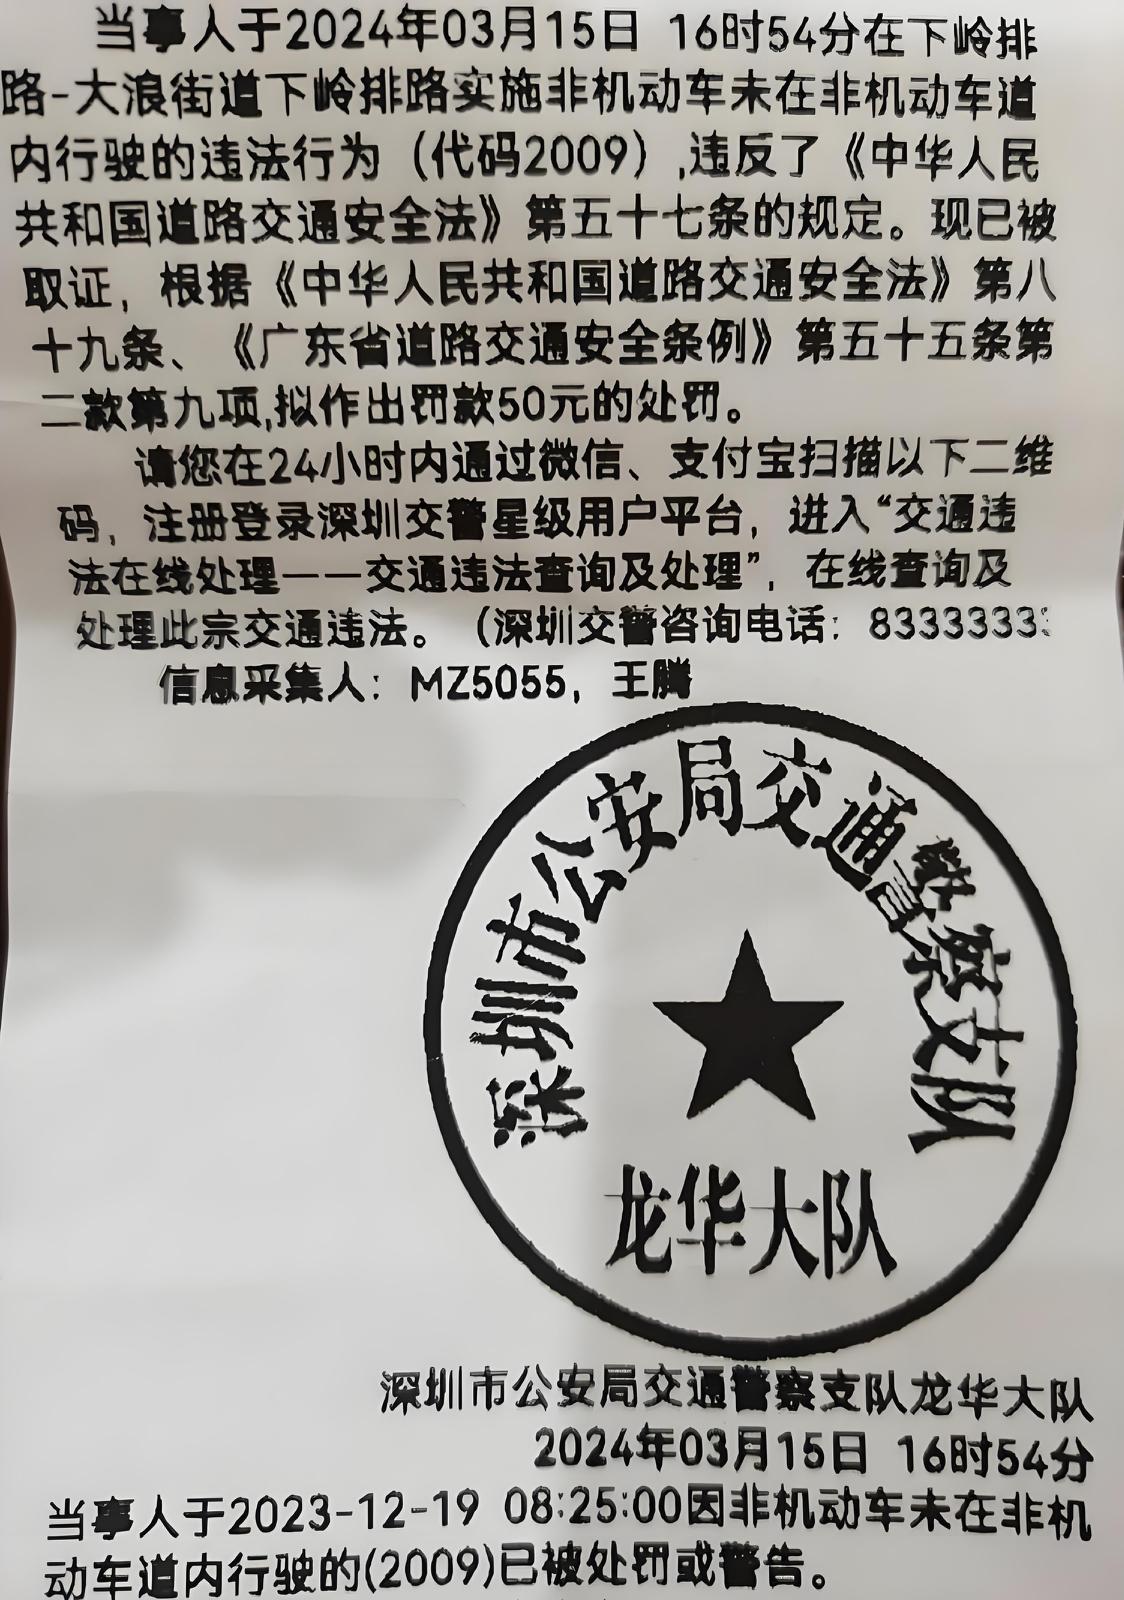 当事人于2024年03月15日 16时54分在下岭排
路-大浪街道下岭排路实施非机动车未在非机动车道
内行驶的违法行为（代码2009）,违反了《中华人民
共和国道路交通安全法》第五十七条的规定。现已被
取证，根据《中华人民共和国道路交通安全法》第八
十九条、《广东省道路交通安全条例》第五十五条第
二款第九项,拟作出罚款50元的处罚。
请您在24小时内通过微信、支付宝扫描以下二维
码，注册登录深圳交警星级用户平台，进入“交通违
法在线处理——交通违法查询及处理”，在线查询及
处理此宗交通违法。（深圳交警咨询电话：8333333
信息采集人：MZ5055，王腾
深圳市公安局交通警察支队
龙华大队
深圳市公安局交通警察支队龙华大队
2024年03月15日 16时54分
当事人于2023-12-19 08:25:00因非机动车未在非机
动车道内行驶的(2009)已被处罚或警告。